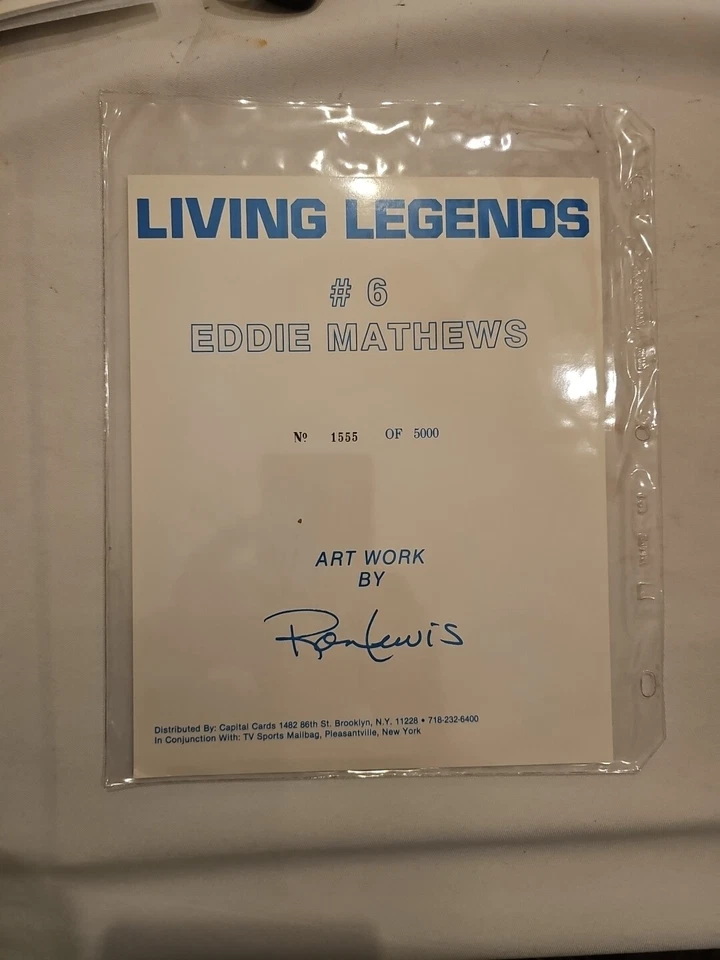 LIVING LEGENDS
# 6
EDDIE MATHEWS
Nº 1555 OF 5000
ART WORK
BY
Ron Lewis
Distributed By: Capital Cards 1482 86th St. Brooklyn, N.Y. 11228 • 718-232-6400
In Conjunction With: TV Sports Mailbag, Pleasantville, New York